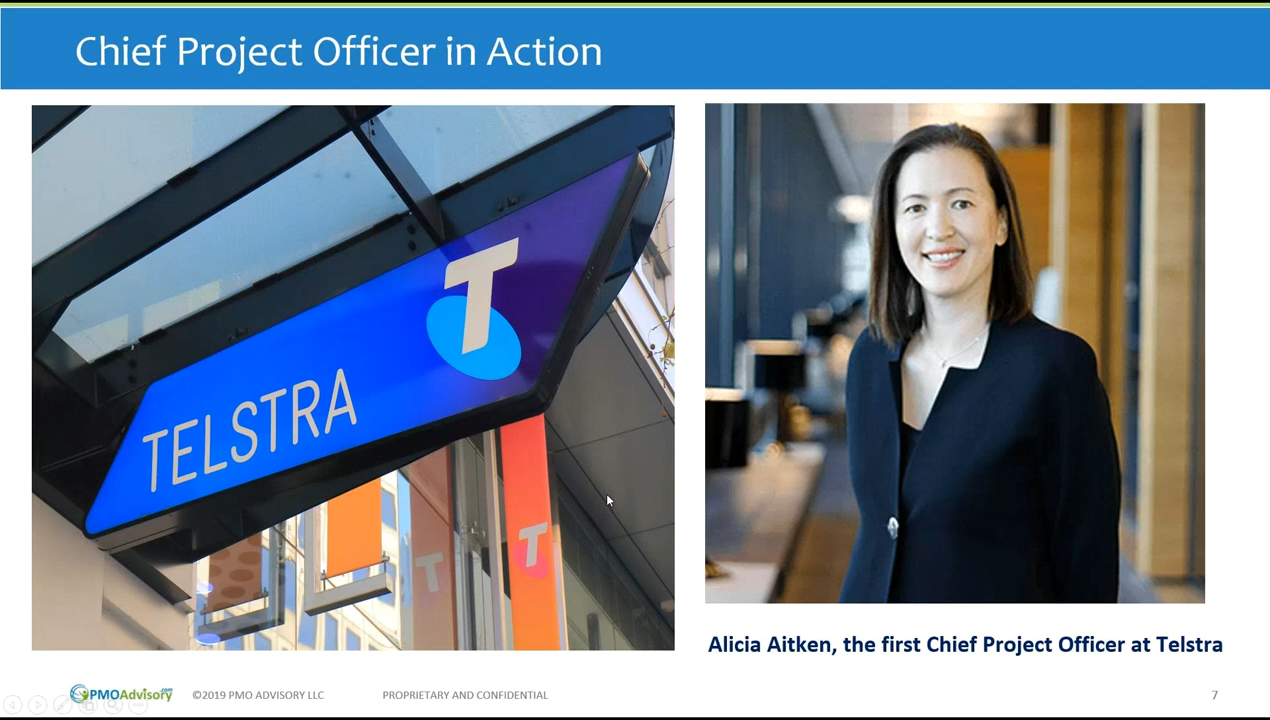 Chief Project Officer in Action
T
TELSTRA
T
T
Alicia Aitken, the first Chief Project Officer at Telstra
PMOAdvisory.com
©2019 PMO ADVISORY LLC
PROPRIETARY AND CONFIDENTIAL
7